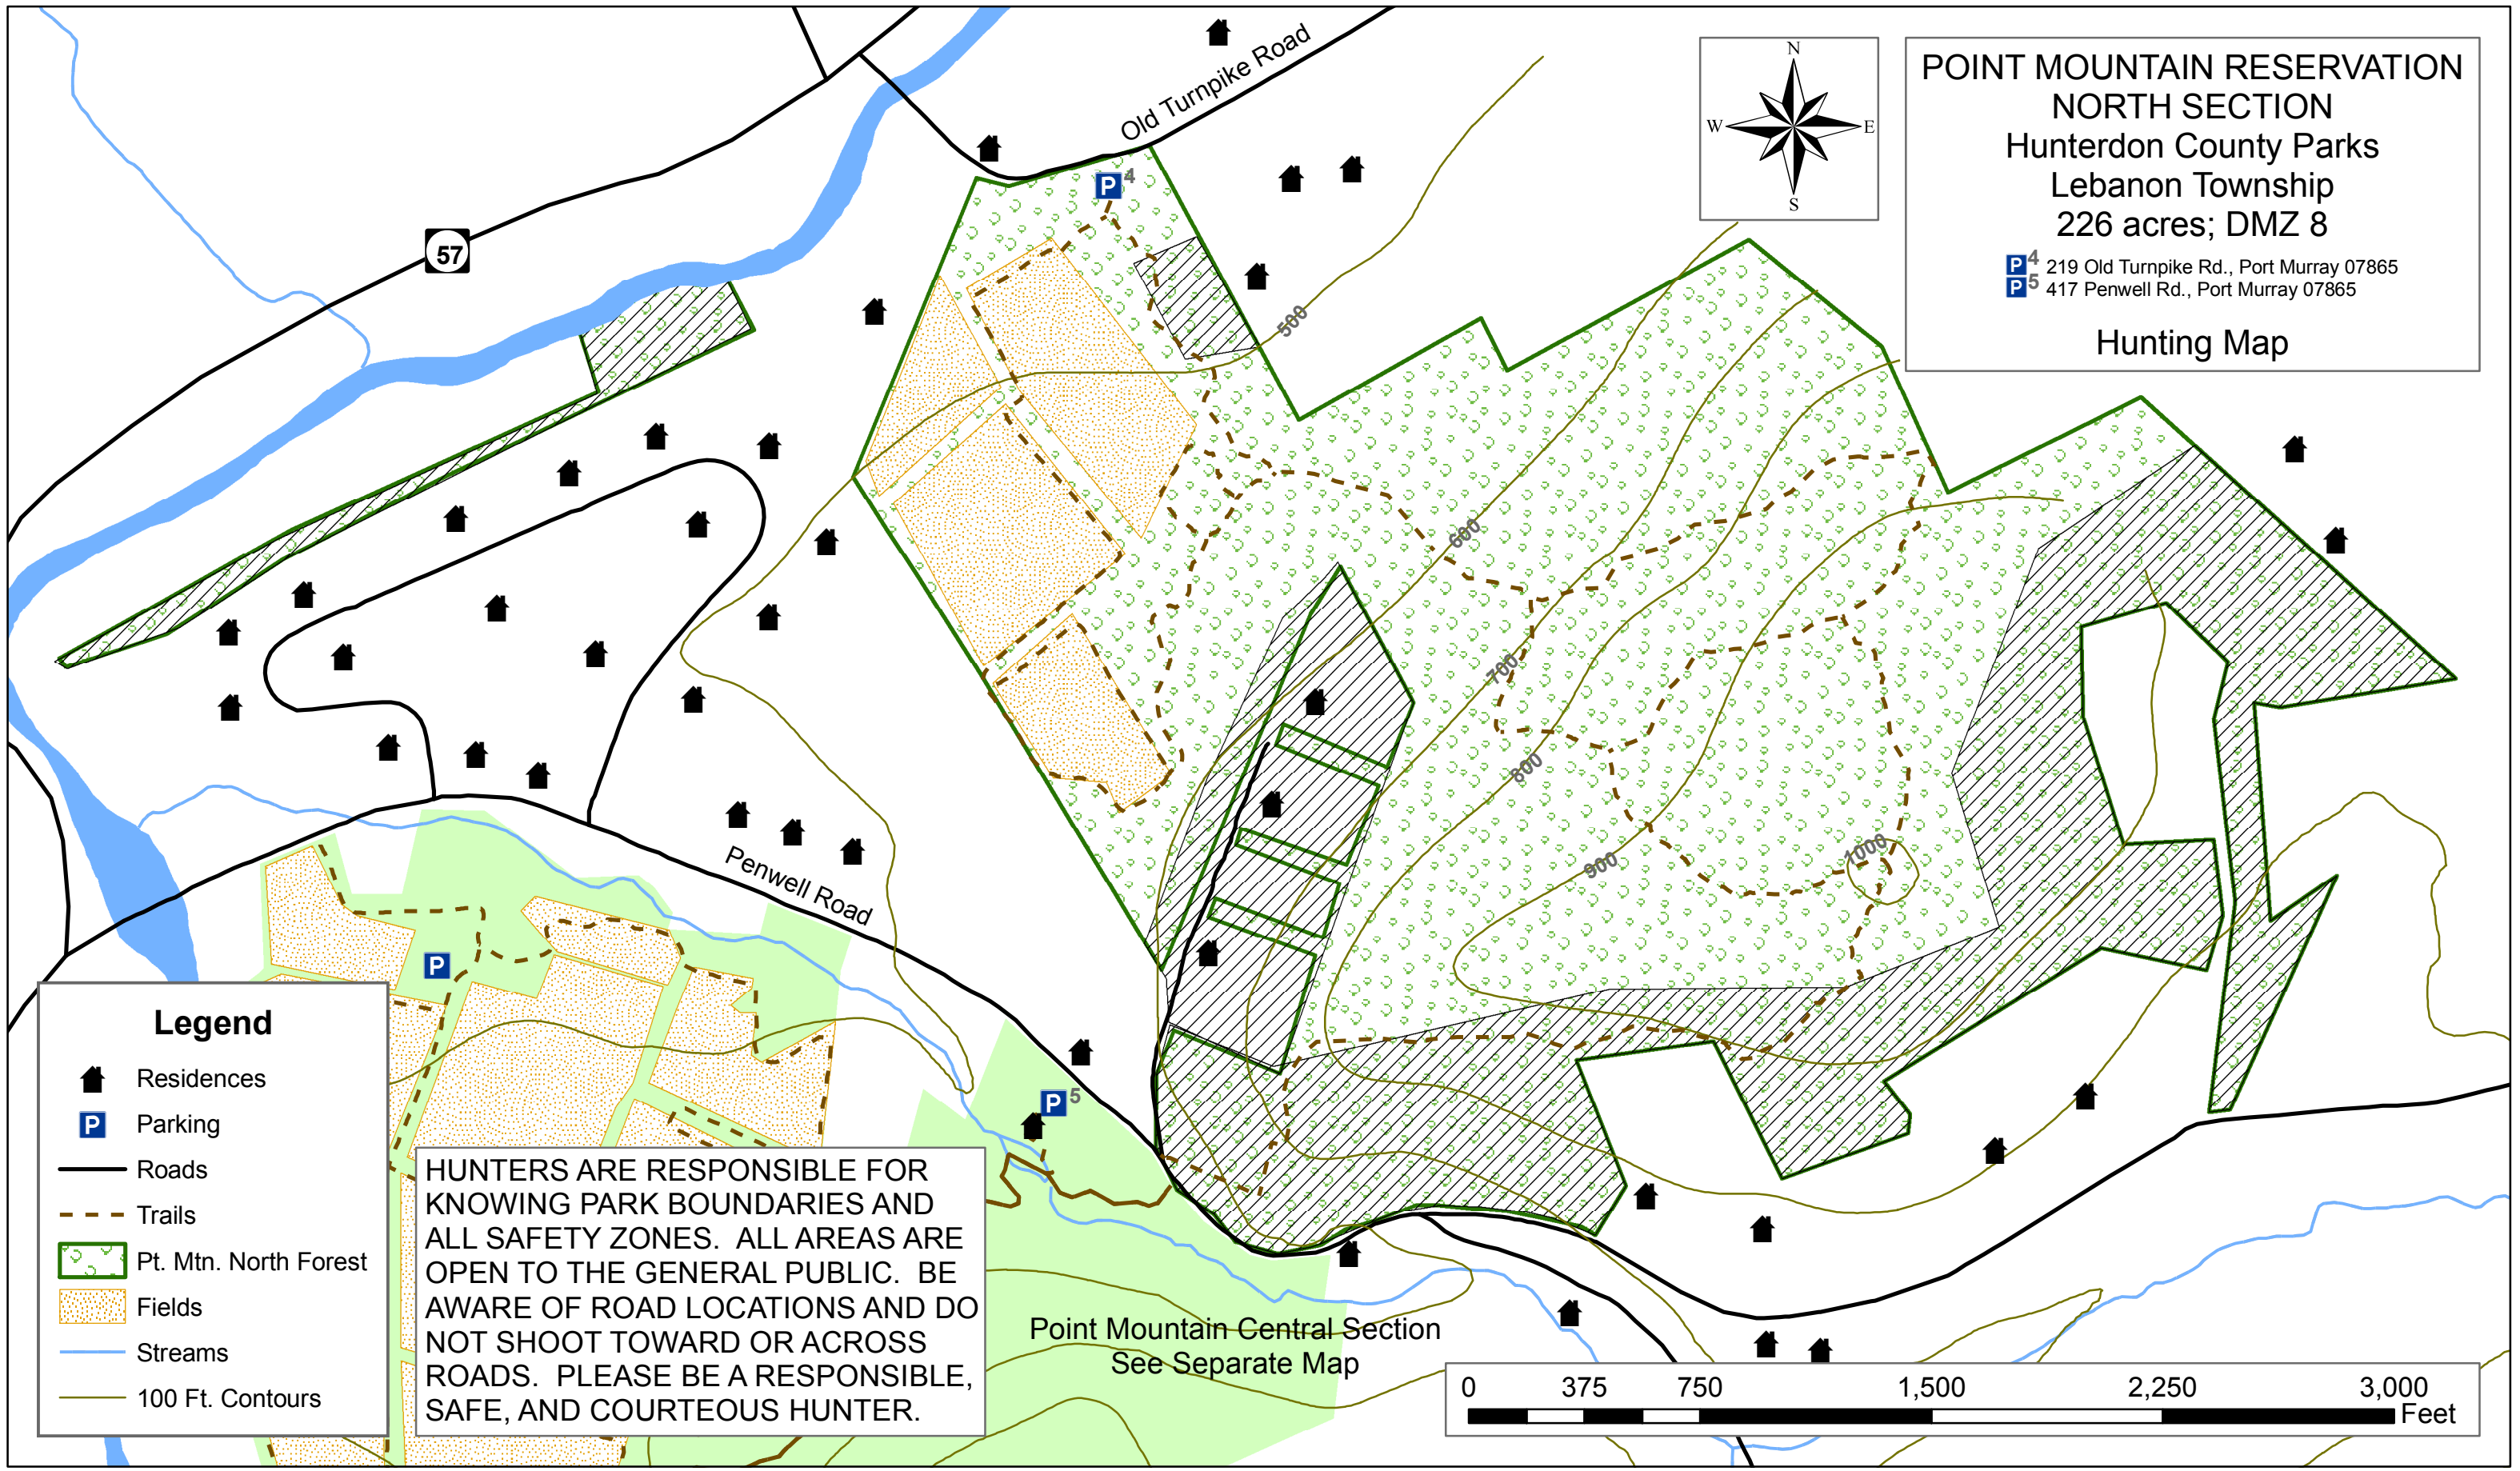 POINT MOUNTAIN RESERVATION
NORTH SECTION
Hunterdon County Parks
Lebanon Township
226 acres; DMZ 8
P4 219 Old Turnpike Rd., Port Murray 07865
P5 417 Penwell Rd., Port Murray 07865
Hunting Map
N
W
E
S
Old Turnpike Road
P4
57
500
600
700
800
900
1000
Penwell Road
P
P5
Legend
Residences
P Parking
Roads
Trails
Pt. Mtn. North Forest
Fields
Streams
100 Ft. Contours
HUNTERS ARE RESPONSIBLE FOR
KNOWING PARK BOUNDARIES AND
ALL SAFETY ZONES. ALL AREAS ARE
OPEN TO THE GENERAL PUBLIC. BE
AWARE OF ROAD LOCATIONS AND DO
NOT SHOOT TOWARD OR ACROSS
ROADS. PLEASE BE A RESPONSIBLE,
SAFE, AND COURTEOUS HUNTER.
Point Mountain Central Section
See Separate Map
0 375 750 1,500 2,250 3,000
Feet